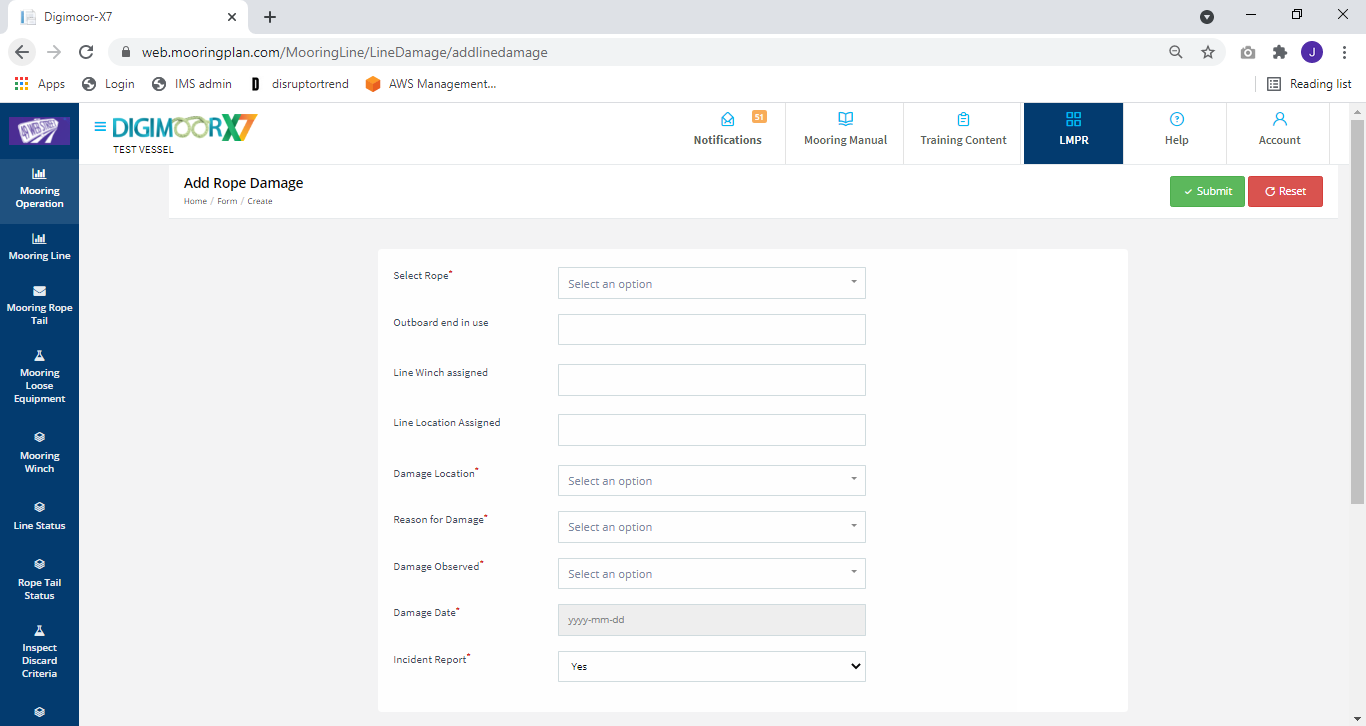 Digimoor-X7
web.mooringplan.com/MooringLine/LineDamage/addlinedamage
J
Apps
Login
IMS admin
D
disruptortrend
AWS Management...
Reading list
49 WEB STREET
DIGIMOORX7
TEST VESSEL
51
Notifications
Mooring Manual
Training Content
LMPR
Help
Account
Mooring
Operation
Mooring Line
Mooring Rope
Tail
Mooring
Loose
Equipment
Mooring
Winch
Line Status
Rope Tail
Status
Inspect
Discard
Criteria
Add Rope Damage
Home / Form / Create
Submit
Reset
Select Rope*
Select an option
Outboard end in use
Line Winch assigned
Line Location Assigned
Damage Location*
Select an option
Reason for Damage*
Select an option
Damage Observed*
Select an option
Damage Date*
yyyy-mm-dd
Incident Report*
Yes